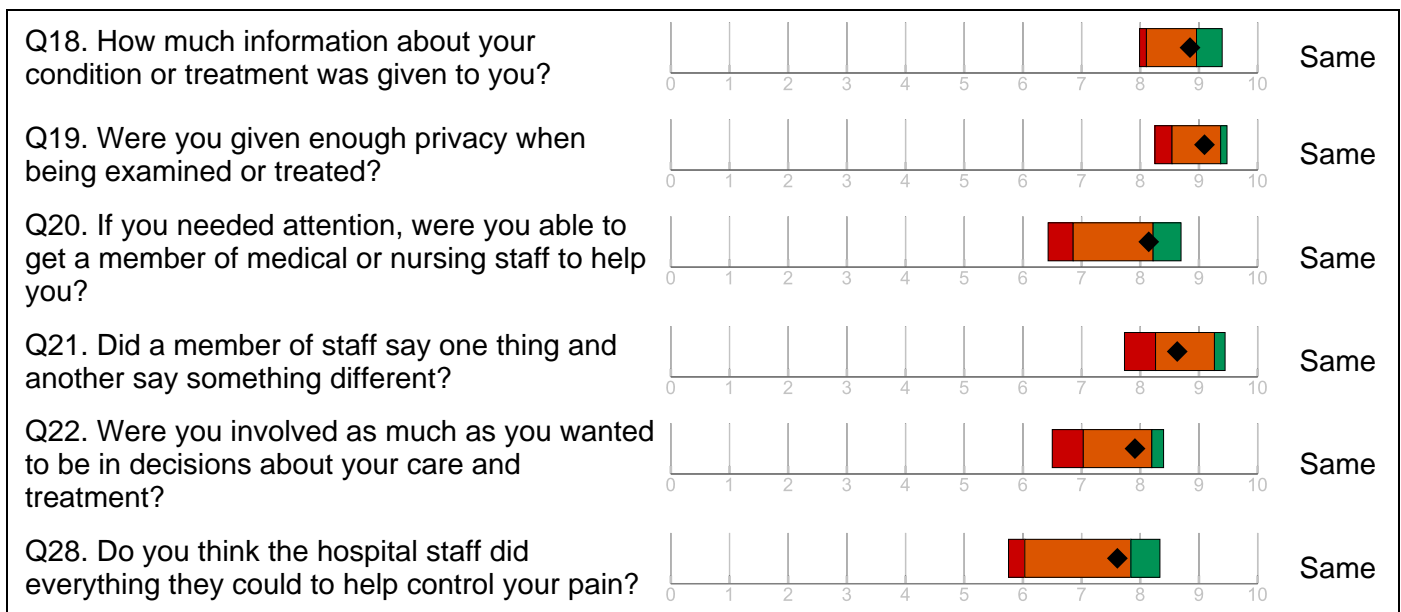 Q18. How much information about your
condition or treatment was given to you?
0 1 2 3 4 5 6 7 8 9 10
Same
Q19. Were you given enough privacy when
being examined or treated?
0 1 2 3 4 5 6 7 8 9 10
Same
Q20. If you needed attention, were you able to
get a member of medical or nursing staff to help
you?
0 1 2 3 4 5 6 7 8 9 10
Same
Q21. Did a member of staff say one thing and
another say something different?
0 1 2 3 4 5 6 7 8 9 10
Same
Q22. Were you involved as much as you wanted
to be in decisions about your care and
treatment?
0 1 2 3 4 5 6 7 8 9 10
Same
Q28. Do you think the hospital staff did
everything they could to help control your pain?
0 1 2 3 4 5 6 7 8 9 10
Same